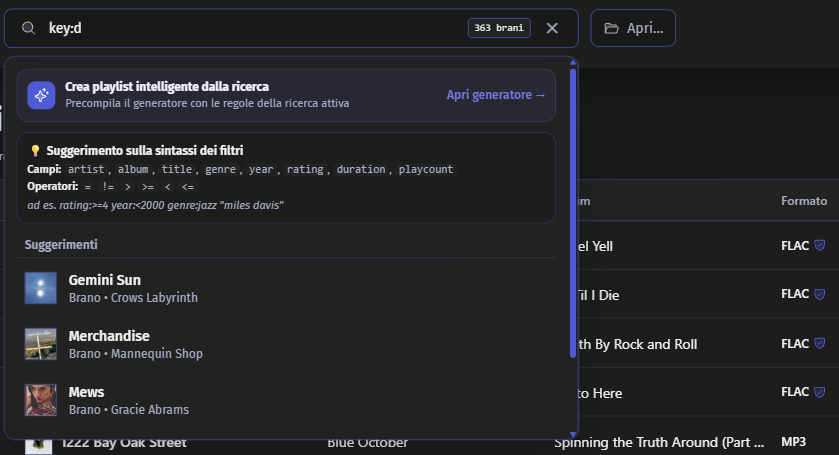 key:d
363 brani
Apri...
Crea playlist intelligente dalla ricerca
Precompila il generatore con le regole della ricerca attiva
Apri generatore →
💡 Suggerimento sulla sintassi dei filtri
Campi: artist , album , title , genre , year , rating , duration , playcount
Operatori: = != > >= < <=
ad es. rating:>=4 year:<2000 genre:jazz "miles davis"
Suggerimenti
Gemini Sun
Brano • Crows Labyrinth
Merchandise
Brano • Mannequin Shop
Mews
Brano • Gracie Abrams
Formato
el Yell
FLAC
Til I Die
FLAC
th By Rock and Roll
FLAC
to Here
FLAC
1222 Bay Oak Street
Blue October
Spinning the Truth Around (Part ...
MP3